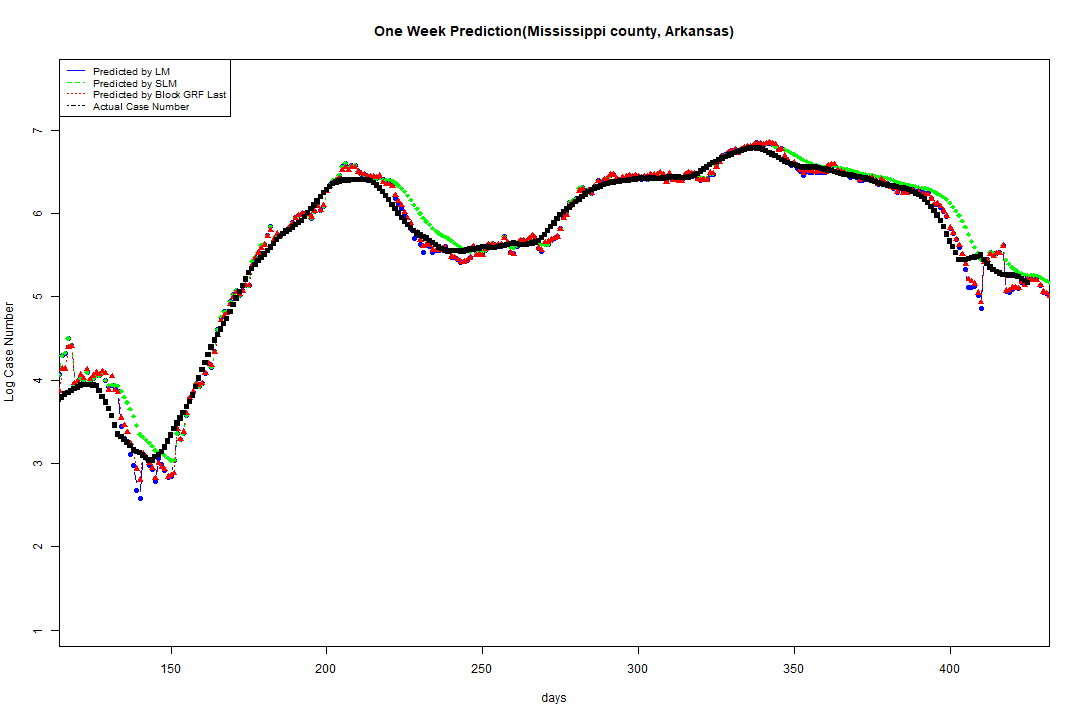 One Week Prediction(Mississippi county, Arkansas)
Predicted by LM
Predicted by SLM
Predicted by Block GRF Last
Actual Case Number
7
6
5
4
3
2
1
Log Case Number
150
200
250
300
350
400
days